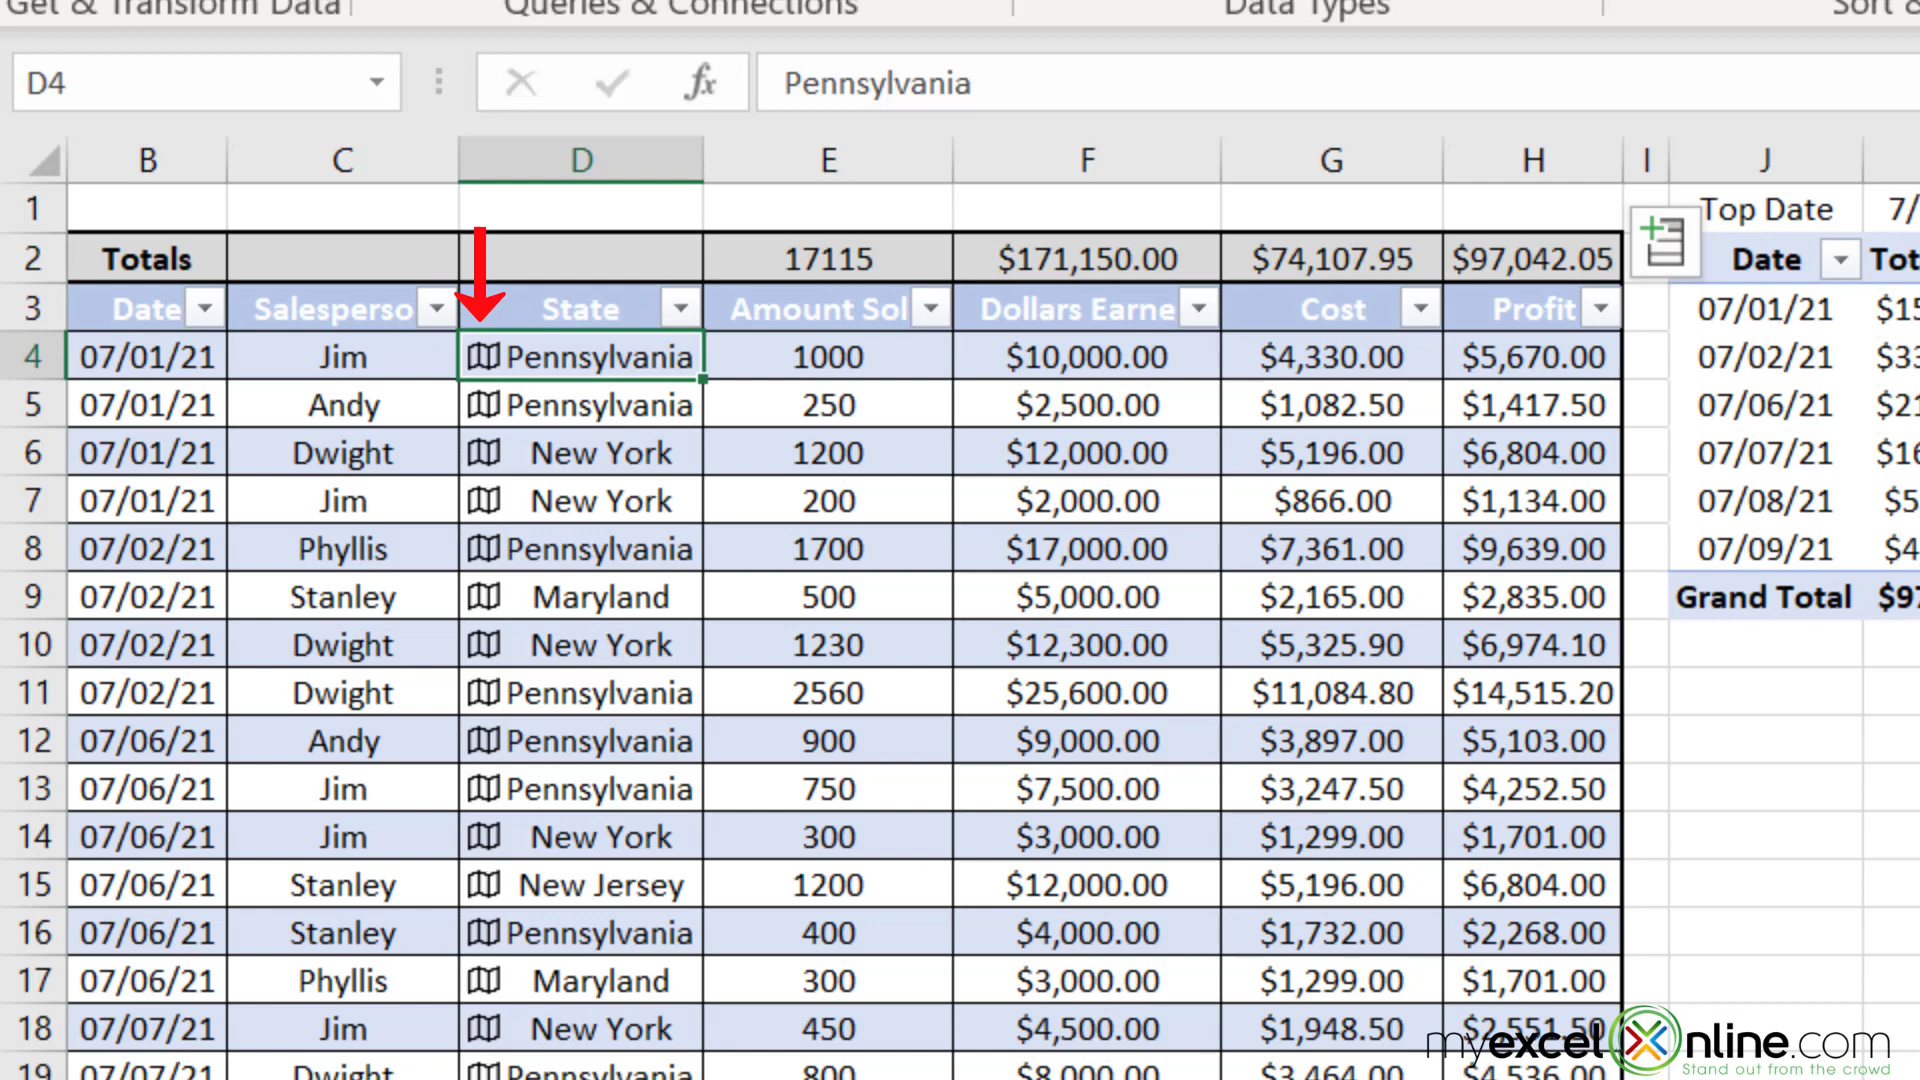 Get & Transform Data Queries & Connections Data Types Sort &
D4 fx Pennsylvania
B C D E F G H I J
1 Top Date 7/
2 Totals 17115 $171,150.00 $74,107.95 $97,042.05 Date Tot
3 Date Salesperso State Amount Sol Dollars Earne Cost Profit 07/01/21 $15
4 07/01/21 Jim Pennsylvania 1000 $10,000.00 $4,330.00 $5,670.00 07/02/21 $33
5 07/01/21 Andy Pennsylvania 250 $2,500.00 $1,082.50 $1,417.50 07/06/21 $21
6 07/01/21 Dwight New York 1200 $12,000.00 $5,196.00 $6,804.00 07/07/21 $16
7 07/01/21 Jim New York 200 $2,000.00 $866.00 $1,134.00 07/08/21 $5
8 07/02/21 Phyllis Pennsylvania 1700 $17,000.00 $7,361.00 $9,639.00 07/09/21 $4
9 07/02/21 Stanley Maryland 500 $5,000.00 $2,165.00 $2,835.00 Grand Total $97
10 07/02/21 Dwight New York 1230 $12,300.00 $5,325.90 $6,974.10
11 07/02/21 Dwight Pennsylvania 2560 $25,600.00 $11,084.80 $14,515.20
12 07/06/21 Andy Pennsylvania 900 $9,000.00 $3,897.00 $5,103.00
13 07/06/21 Jim Pennsylvania 750 $7,500.00 $3,247.50 $4,252.50
14 07/06/21 Jim New York 300 $3,000.00 $1,299.00 $1,701.00
15 07/06/21 Stanley New Jersey 1200 $12,000.00 $5,196.00 $6,804.00
16 07/06/21 Stanley Pennsylvania 400 $4,000.00 $1,732.00 $2,268.00
17 07/06/21 Phyllis Maryland 300 $3,000.00 $1,299.00 $1,701.00
18 07/07/21 Jim New York 450 $4,500.00 $1,948.50 $2,551.50
myexcelOnline.com
Stand out from the crowd
19 07/07/21 Dwight Pennsylvania 800 $8,000.00 $3,464.00 $4,536.00